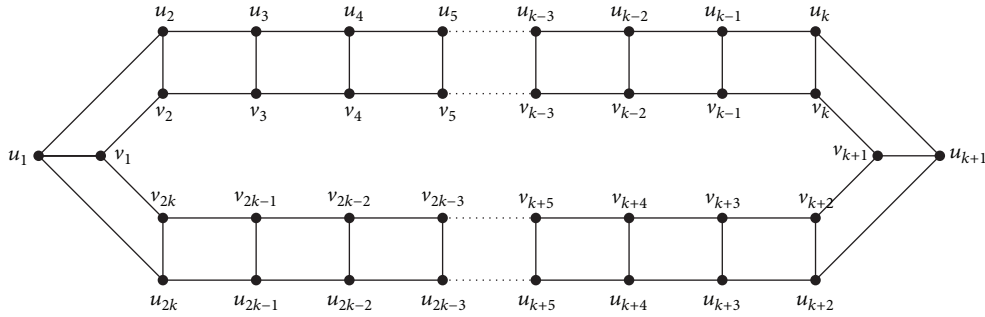 u₂ u₃ u₄ u₅ uₖ₋₃ uₖ₋₂ uₖ₋₁ uₖ
v₂ v₃ v₄ v₅ vₖ₋₃ vₖ₋₂ vₖ₋₁ vₖ
u₁ v₁ vₖ₊₁ uₖ₊₁
v₂ₖ v₂ₖ₋₁ v₂ₖ₋₂ v₂ₖ₋₃ vₖ₊₅ vₖ₊₄ vₖ₊₃ vₖ₊₂
u₂ₖ u₂ₖ₋₁ u₂ₖ₋₂ u₂ₖ₋₃ uₖ₊₅ uₖ₊₄ uₖ₊₃ uₖ₊₂